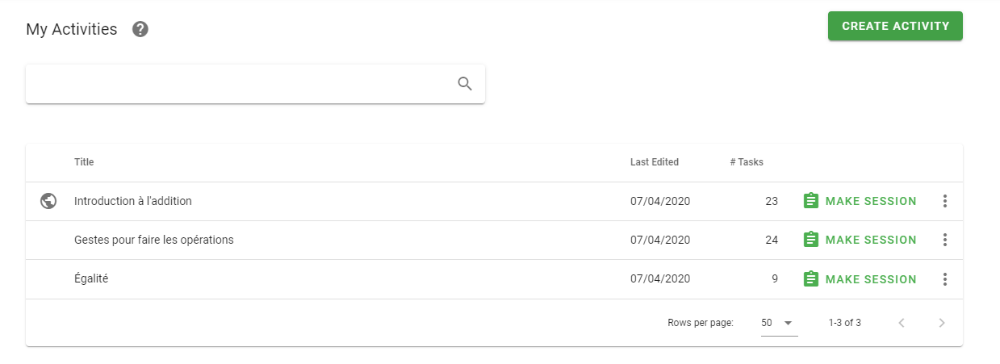 My Activities
CREATE ACTIVITY
Title Last Edited # Tasks
Introduction à l'addition 07/04/2020 23 MAKE SESSION
Gestes pour faire les opérations 07/04/2020 24 MAKE SESSION
Égalité 07/04/2020 9 MAKE SESSION
Rows per page: 50 1-3 of 3